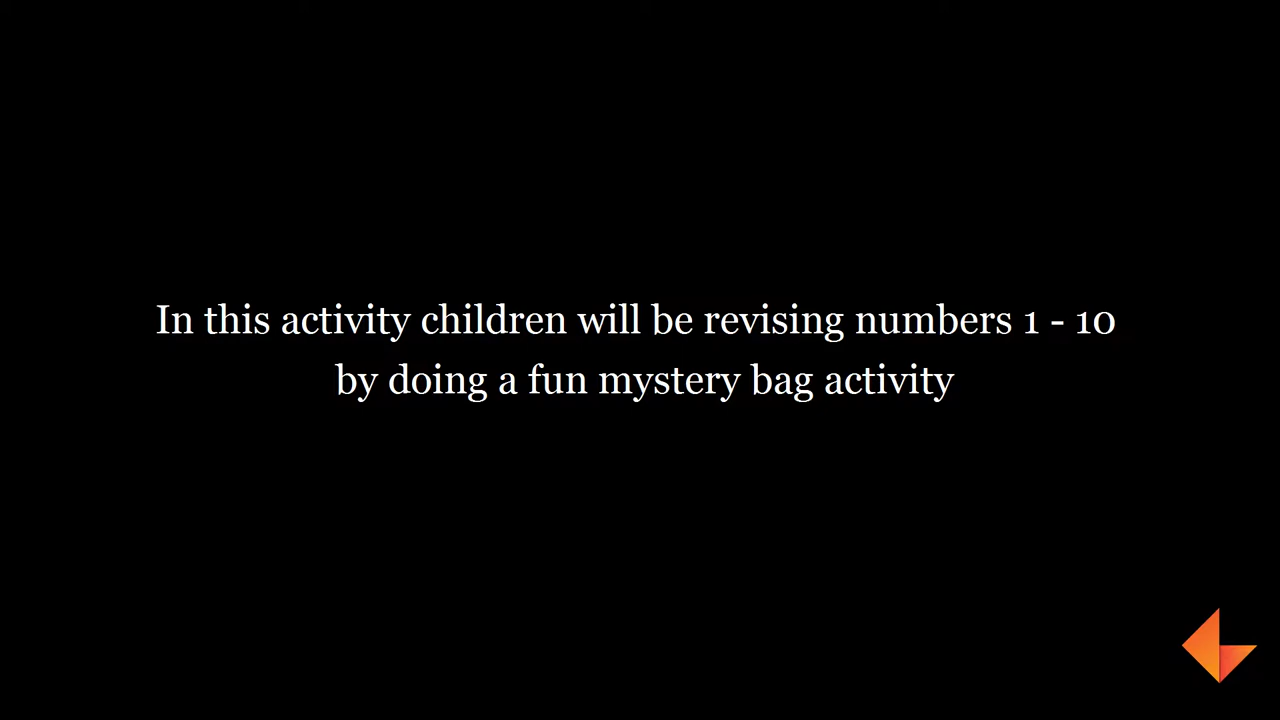 In this activity children will be revising numbers 1 - 10
by doing a fun mystery bag activity